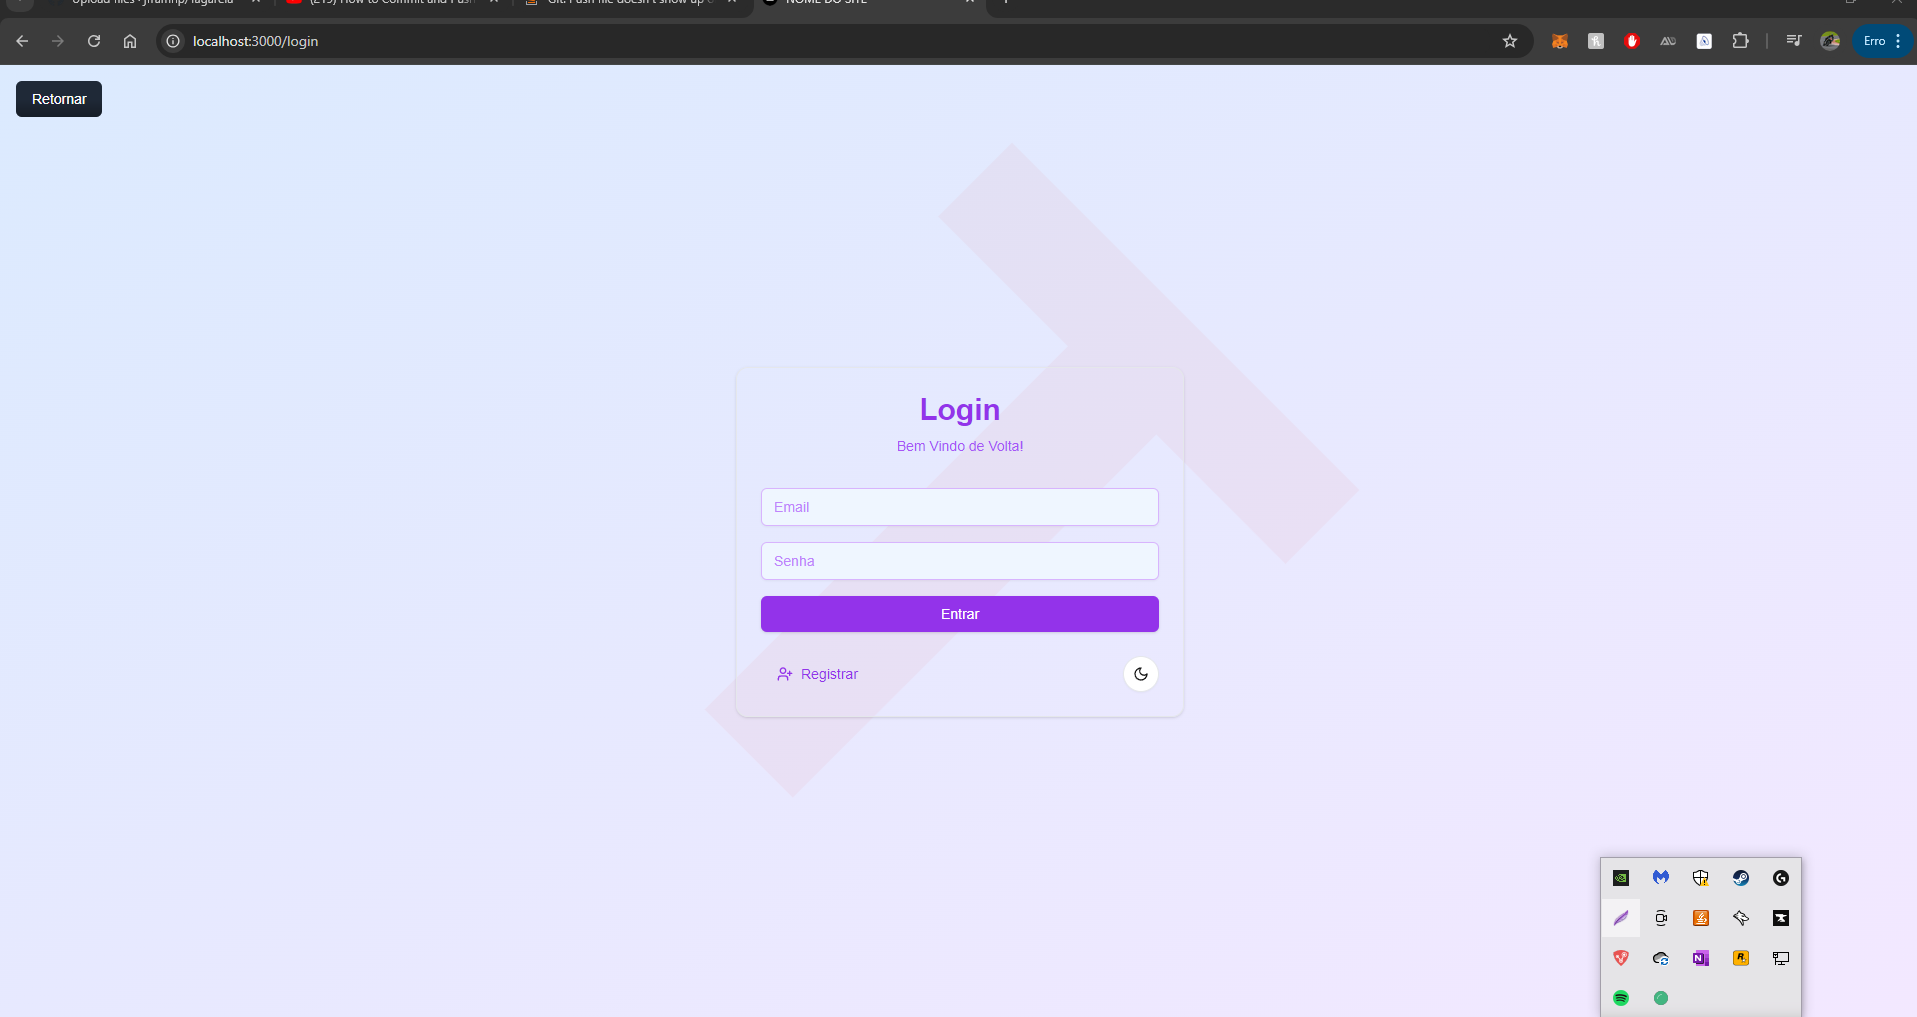 Upload files · jframnp/lagarcia
(219) How to Commit and Push
Git: Push file doesn't show up o
NOME DO SITE
localhost:3000/login
Erro
Retornar
Login
Bem Vindo de Volta!
Email
Senha
Entrar
Registrar